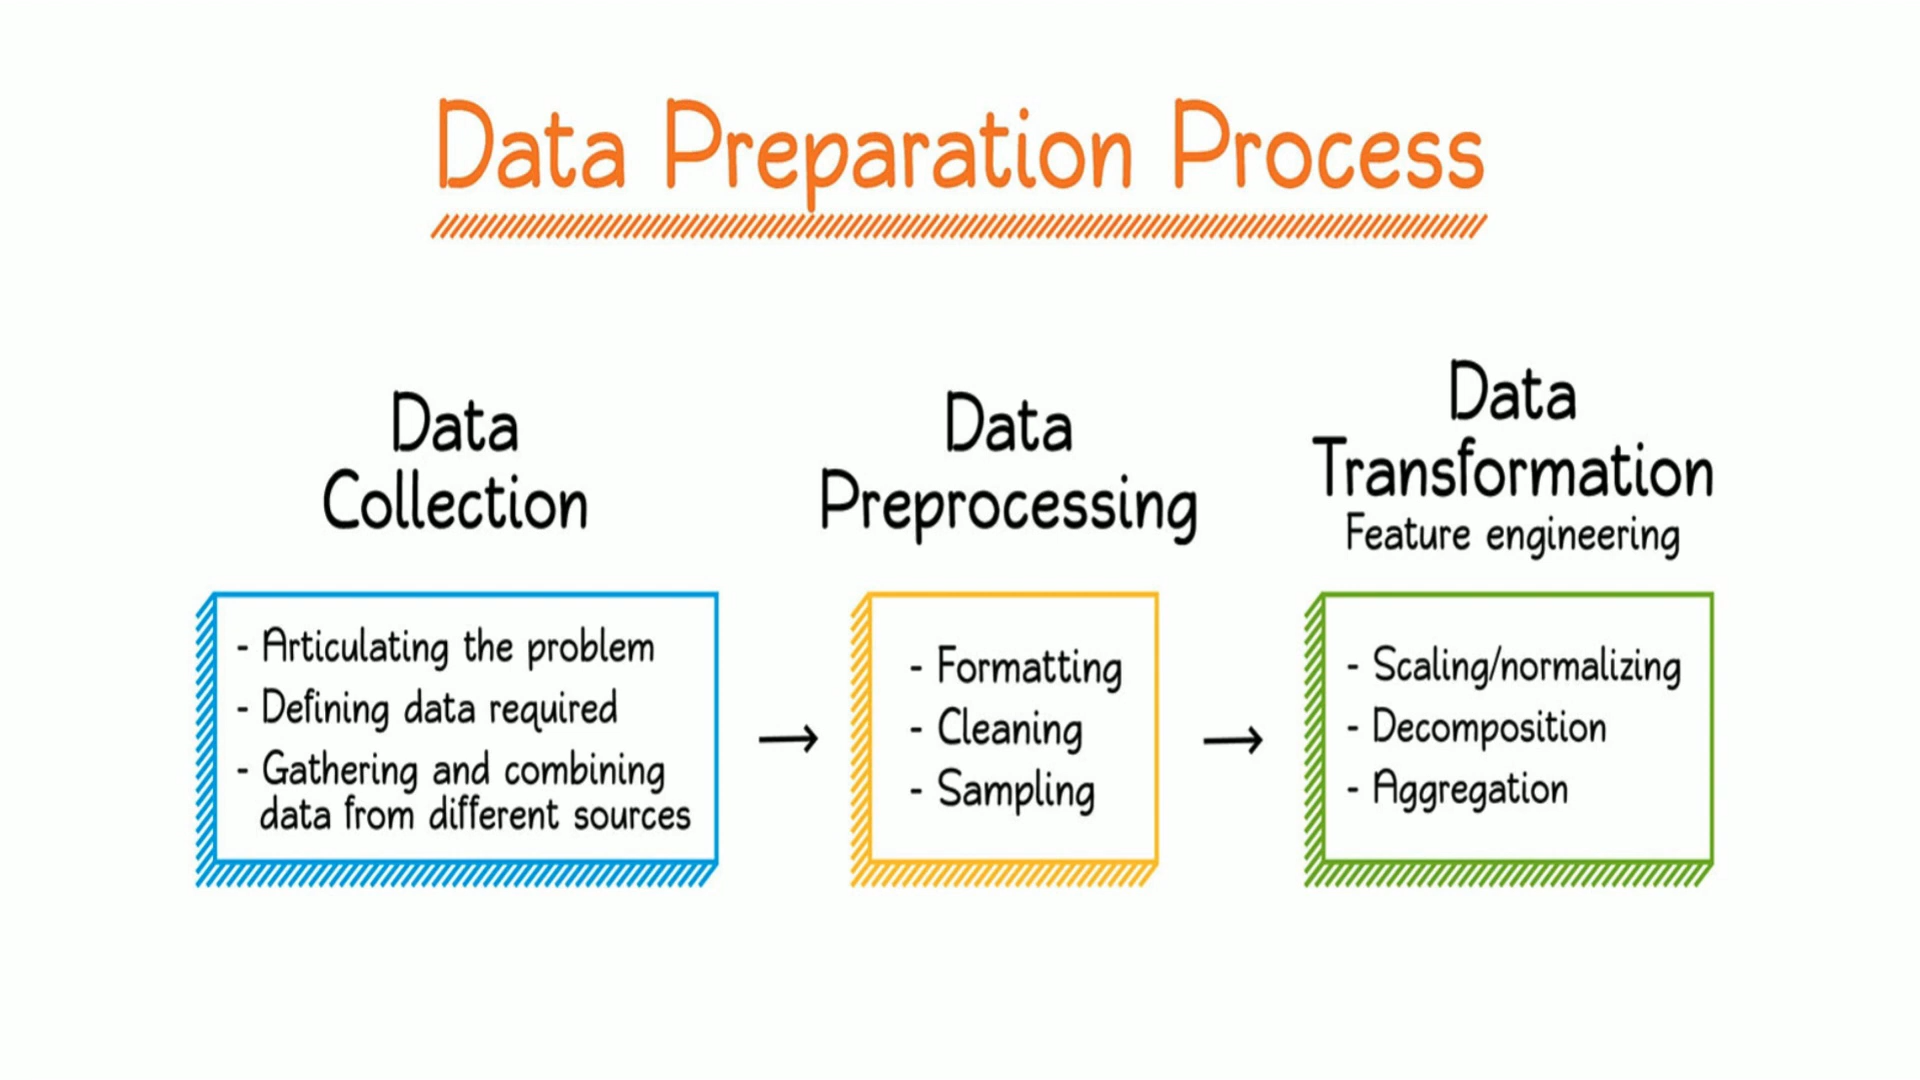 Data Preparation Process
Data
Collection
- Articulating the problem
- Defining data required
- Gathering and combining
data from different sources
Data
Preprocessing
- Formatting
- Cleaning
- Sampling
Data
Transformation
Feature engineering
- Scaling/normalizing
- Decomposition
- Aggregation